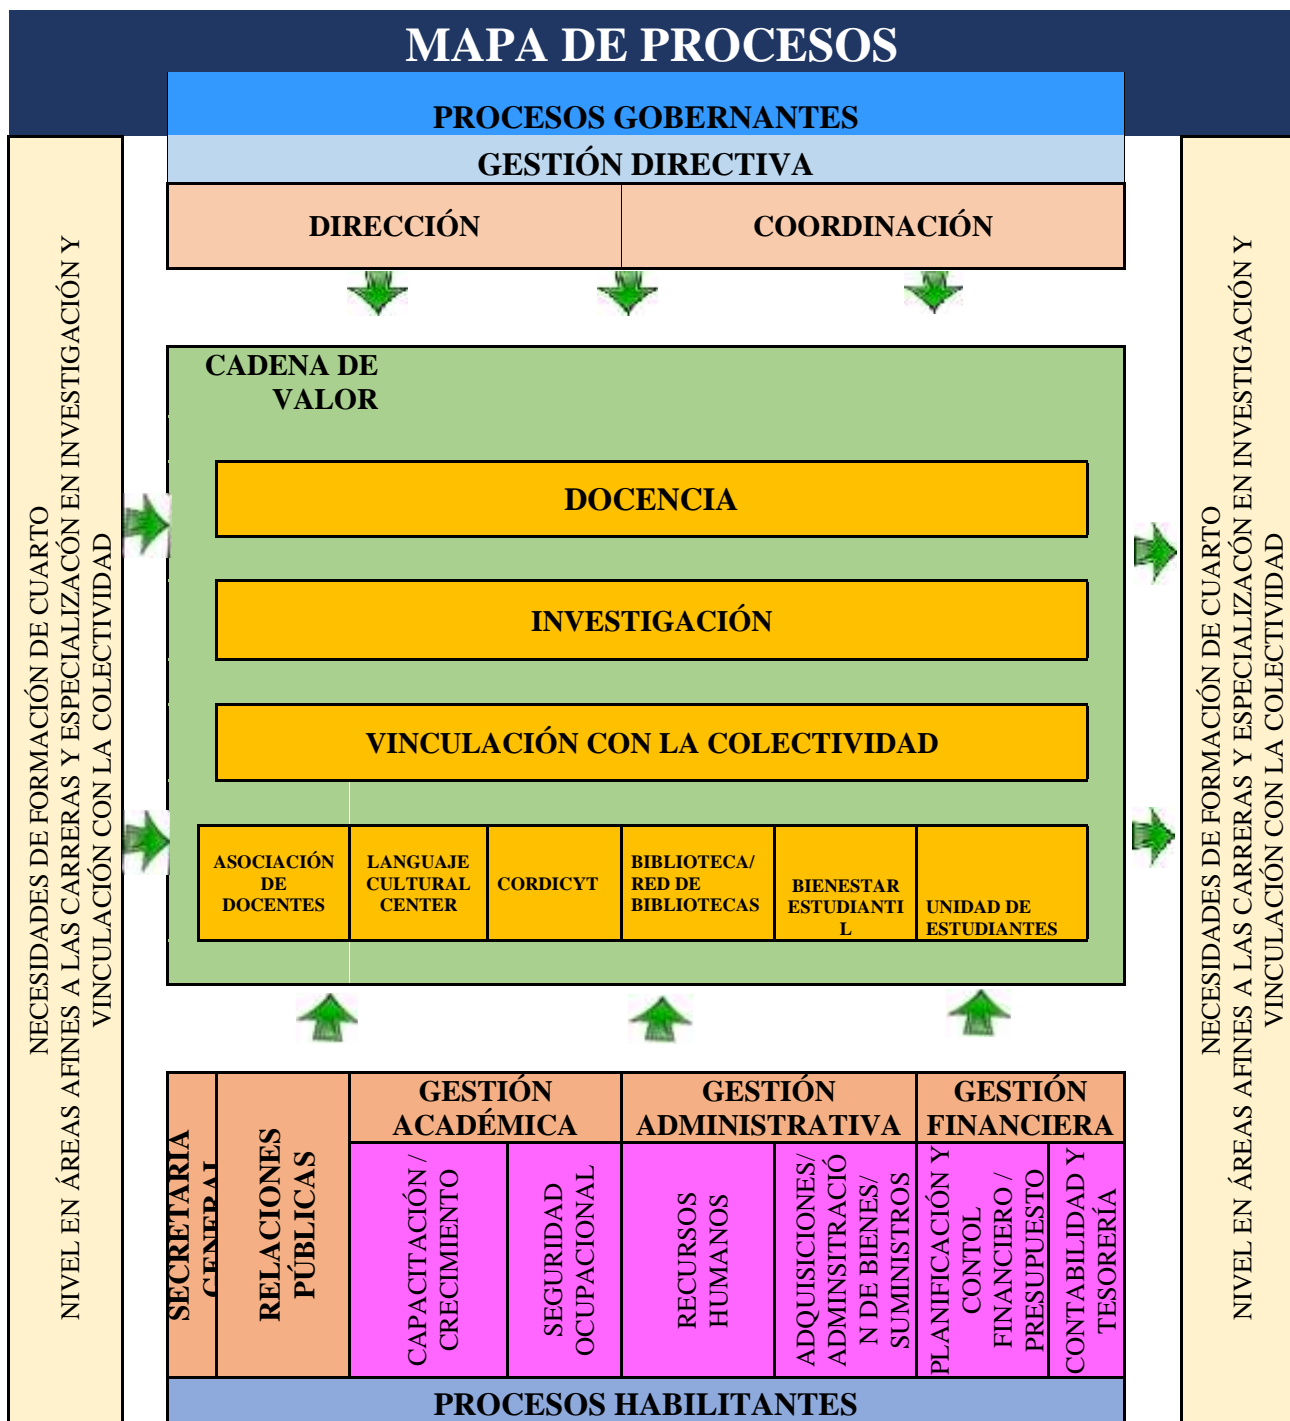 MAPA DE PROCESOS
PROCESOS GOBERNANTES
GESTIÓN DIRECTIVA
DIRECCIÓN
COORDINACIÓN
NECESIDADES DE FORMACIÓN DE CUARTO
NIVEL EN ÁREAS AFINES A LAS CARRERAS Y ESPECIALIZACÓN EN INVESTIGACIÓN Y
VINCULACIÓN CON LA COLECTIVIDAD
CADENA DE
VALOR
DOCENCIA
INVESTIGACIÓN
VINCULACIÓN CON LA COLECTIVIDAD
ASOCIACIÓN
DE
DOCENTES
LANGUAJE
CULTURAL
CENTER
CORDICYT
BIBLIOTECA/
RED DE
BIBLIOTECAS
BIENESTAR
ESTUDIANTI
L
UNIDAD DE
ESTUDIANTES
NECESIDADES DE FORMACIÓN DE CUARTO
NIVEL EN ÁREAS AFINES A LAS CARRERAS Y ESPECIALIZACÓN EN INVESTIGACIÓN Y
VINCULACIÓN CON LA COLECTIVIDAD
SECRETARIA
GENERAL
RELACIONES
PÚBLICAS
GESTIÓN
ACADÉMICA
GESTIÓN
ADMINISTRATIVA
GESTIÓN
FINANCIERA
CAPACITACIÓN /
CRECIMIENTO
SEGURIDAD
OCUPACIONAL
RECURSOS
HUMANOS
ADQUISICIONES/
ADMINSITRACIÓ
N DE BIENES/
SUMINISTROS
PLANIFICACIÓN Y
CONTOL
FINANCIERO /
PRESUPUESTO
CONTABILIDAD Y
TESORERÍA
PROCESOS HABILITANTES